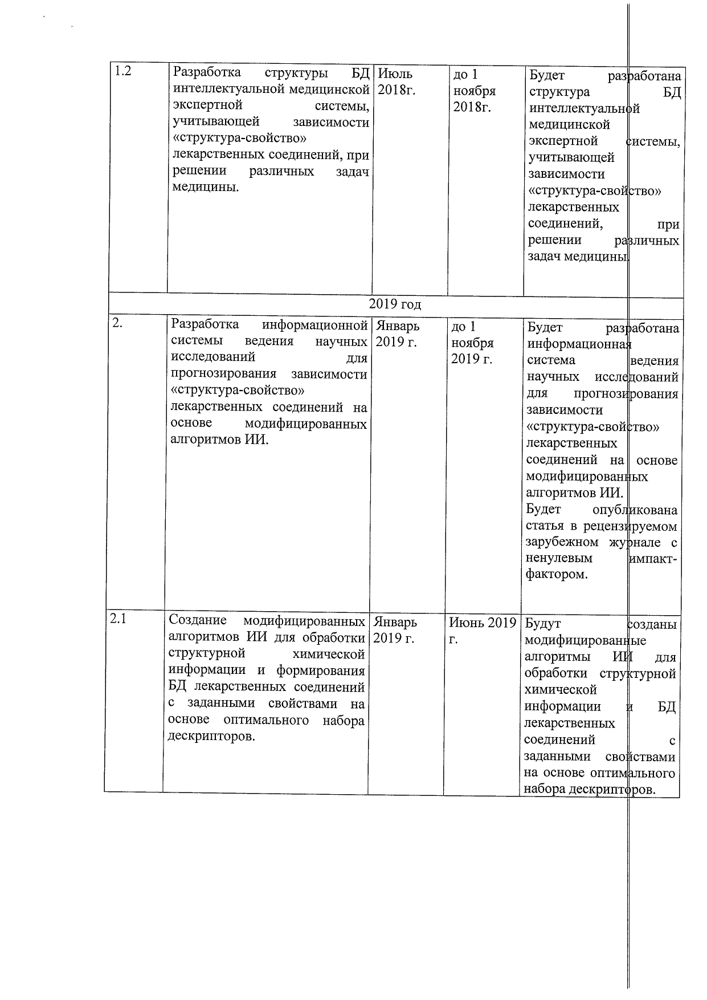 1.2
Разработка структуры БД
интеллектуальной медицинской
экспертной системы,
учитывающей зависимости
«структура-свойство»
лекарственных соединений, при
решении различных задач
медицины.
Июль
2018г.
до 1
ноября
2018г.
Будет разработана
структура БД
интеллектуальной
медицинской
экспертной системы,
учитывающей
зависимости
«структура-свойство»
лекарственных
соединений, при
решении различных
задач медицины.
2019 год
2.
Разработка информационной
системы ведения научных
исследований для
прогнозирования зависимости
«структура-свойство»
лекарственных соединений на
основе модифицированных
алгоритмов ИИ.
Январь
2019 г.
до 1
ноября
2019 г.
Будет разработана
информационная
система ведения
научных исследований
для прогнозирования
зависимости
«структура-свойство»
лекарственных
соединений на основе
модифицированных
алгоритмов ИИ.
Будет опубликована
статья в рецензируемом
зарубежном журнале с
ненулевым импакт-
фактором.
2.1
Создание модифицированных
алгоритмов ИИ для обработки
структурной химической
информации и формирования
БД лекарственных соединений
с заданными свойствами на
основе оптимального набора
дескрипторов.
Январь
2019 г.
Июнь 2019
г.
Будут созданы
модифицированные
алгоритмы ИИ для
обработки структурной
химической
информации и БД
лекарственных
соединений с
заданными свойствами
на основе оптимального
набора дескрипторов.